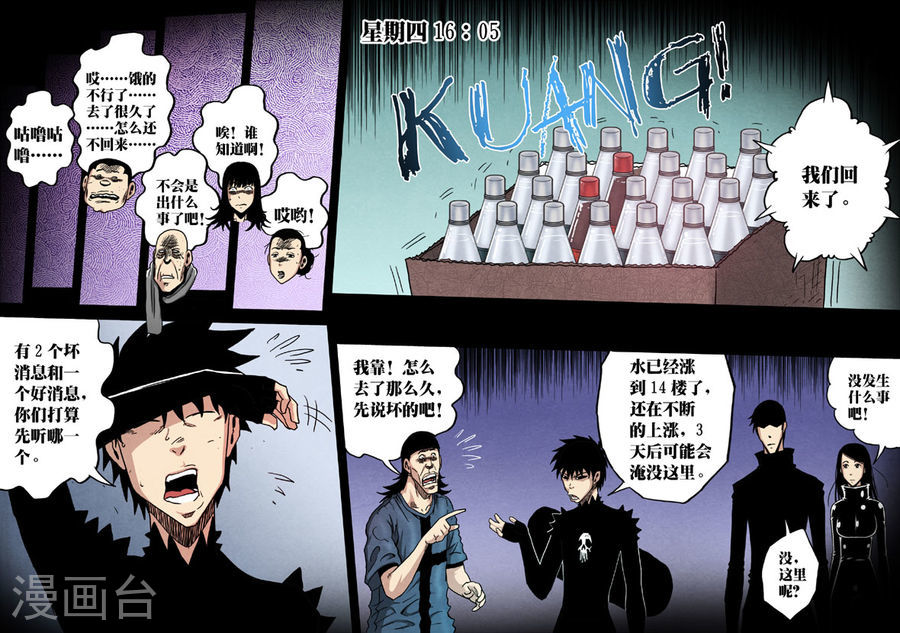 咕噜咕
噜……
哎……饿的
不行了……
去了很久了
……怎么还
不回来……
不会是
出什么
事了吧！
唉！谁
知道啊！
哎哟！
星期四 16：05
KUANG!
我们回
来了。
有2个坏
消息和一
个好消息，
你们打算
先听哪一
个。
我靠！怎么
去了那么久，
先说坏的吧！
水已经涨
到14楼了，
还在不断
的上涨，3
天后可能会
淹没这里。
没发生
什么事
吧！
没，
这里
呢？
漫画台